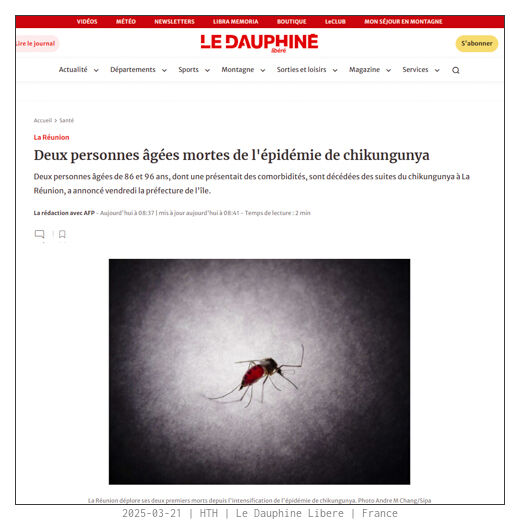 VIDÉOS MÉTÉO NEWSLETTERS LIBRA MEMORIA BOUTIQUE LeCLUB MON SÉJOUR EN MONTAGNE
Lire le journal
LE DAUPHINÉ
libéré
S'abonner
Actualité Départements Sports Montagne Sorties et loisirs Magazine Services
Accueil > Santé
La Réunion
Deux personnes âgées mortes de l'épidémie de chikungunya
Deux personnes âgées de 86 et 96 ans, dont une présentait des comorbidités, sont décédées des suites du chikungunya à La
Réunion, a annoncé vendredi la préfecture de l'île.
La rédaction avec AFP - Aujourd'hui à 08:37 | mis à jour aujourd'hui à 08:41 - Temps de lecture : 2 min
La Réunion déplore ses deux premiers morts depuis l'intensification de l'épidémie de chikungunya. Photo Andre M Chang/Sipa
2025-03-21 | HTH | Le Dauphine Libere | France